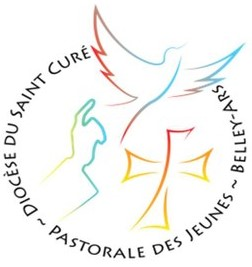 DIOCÈSE DU SAINT CURÉ
~ PASTORALE DES JEUNES ~ BELLEY-ARS